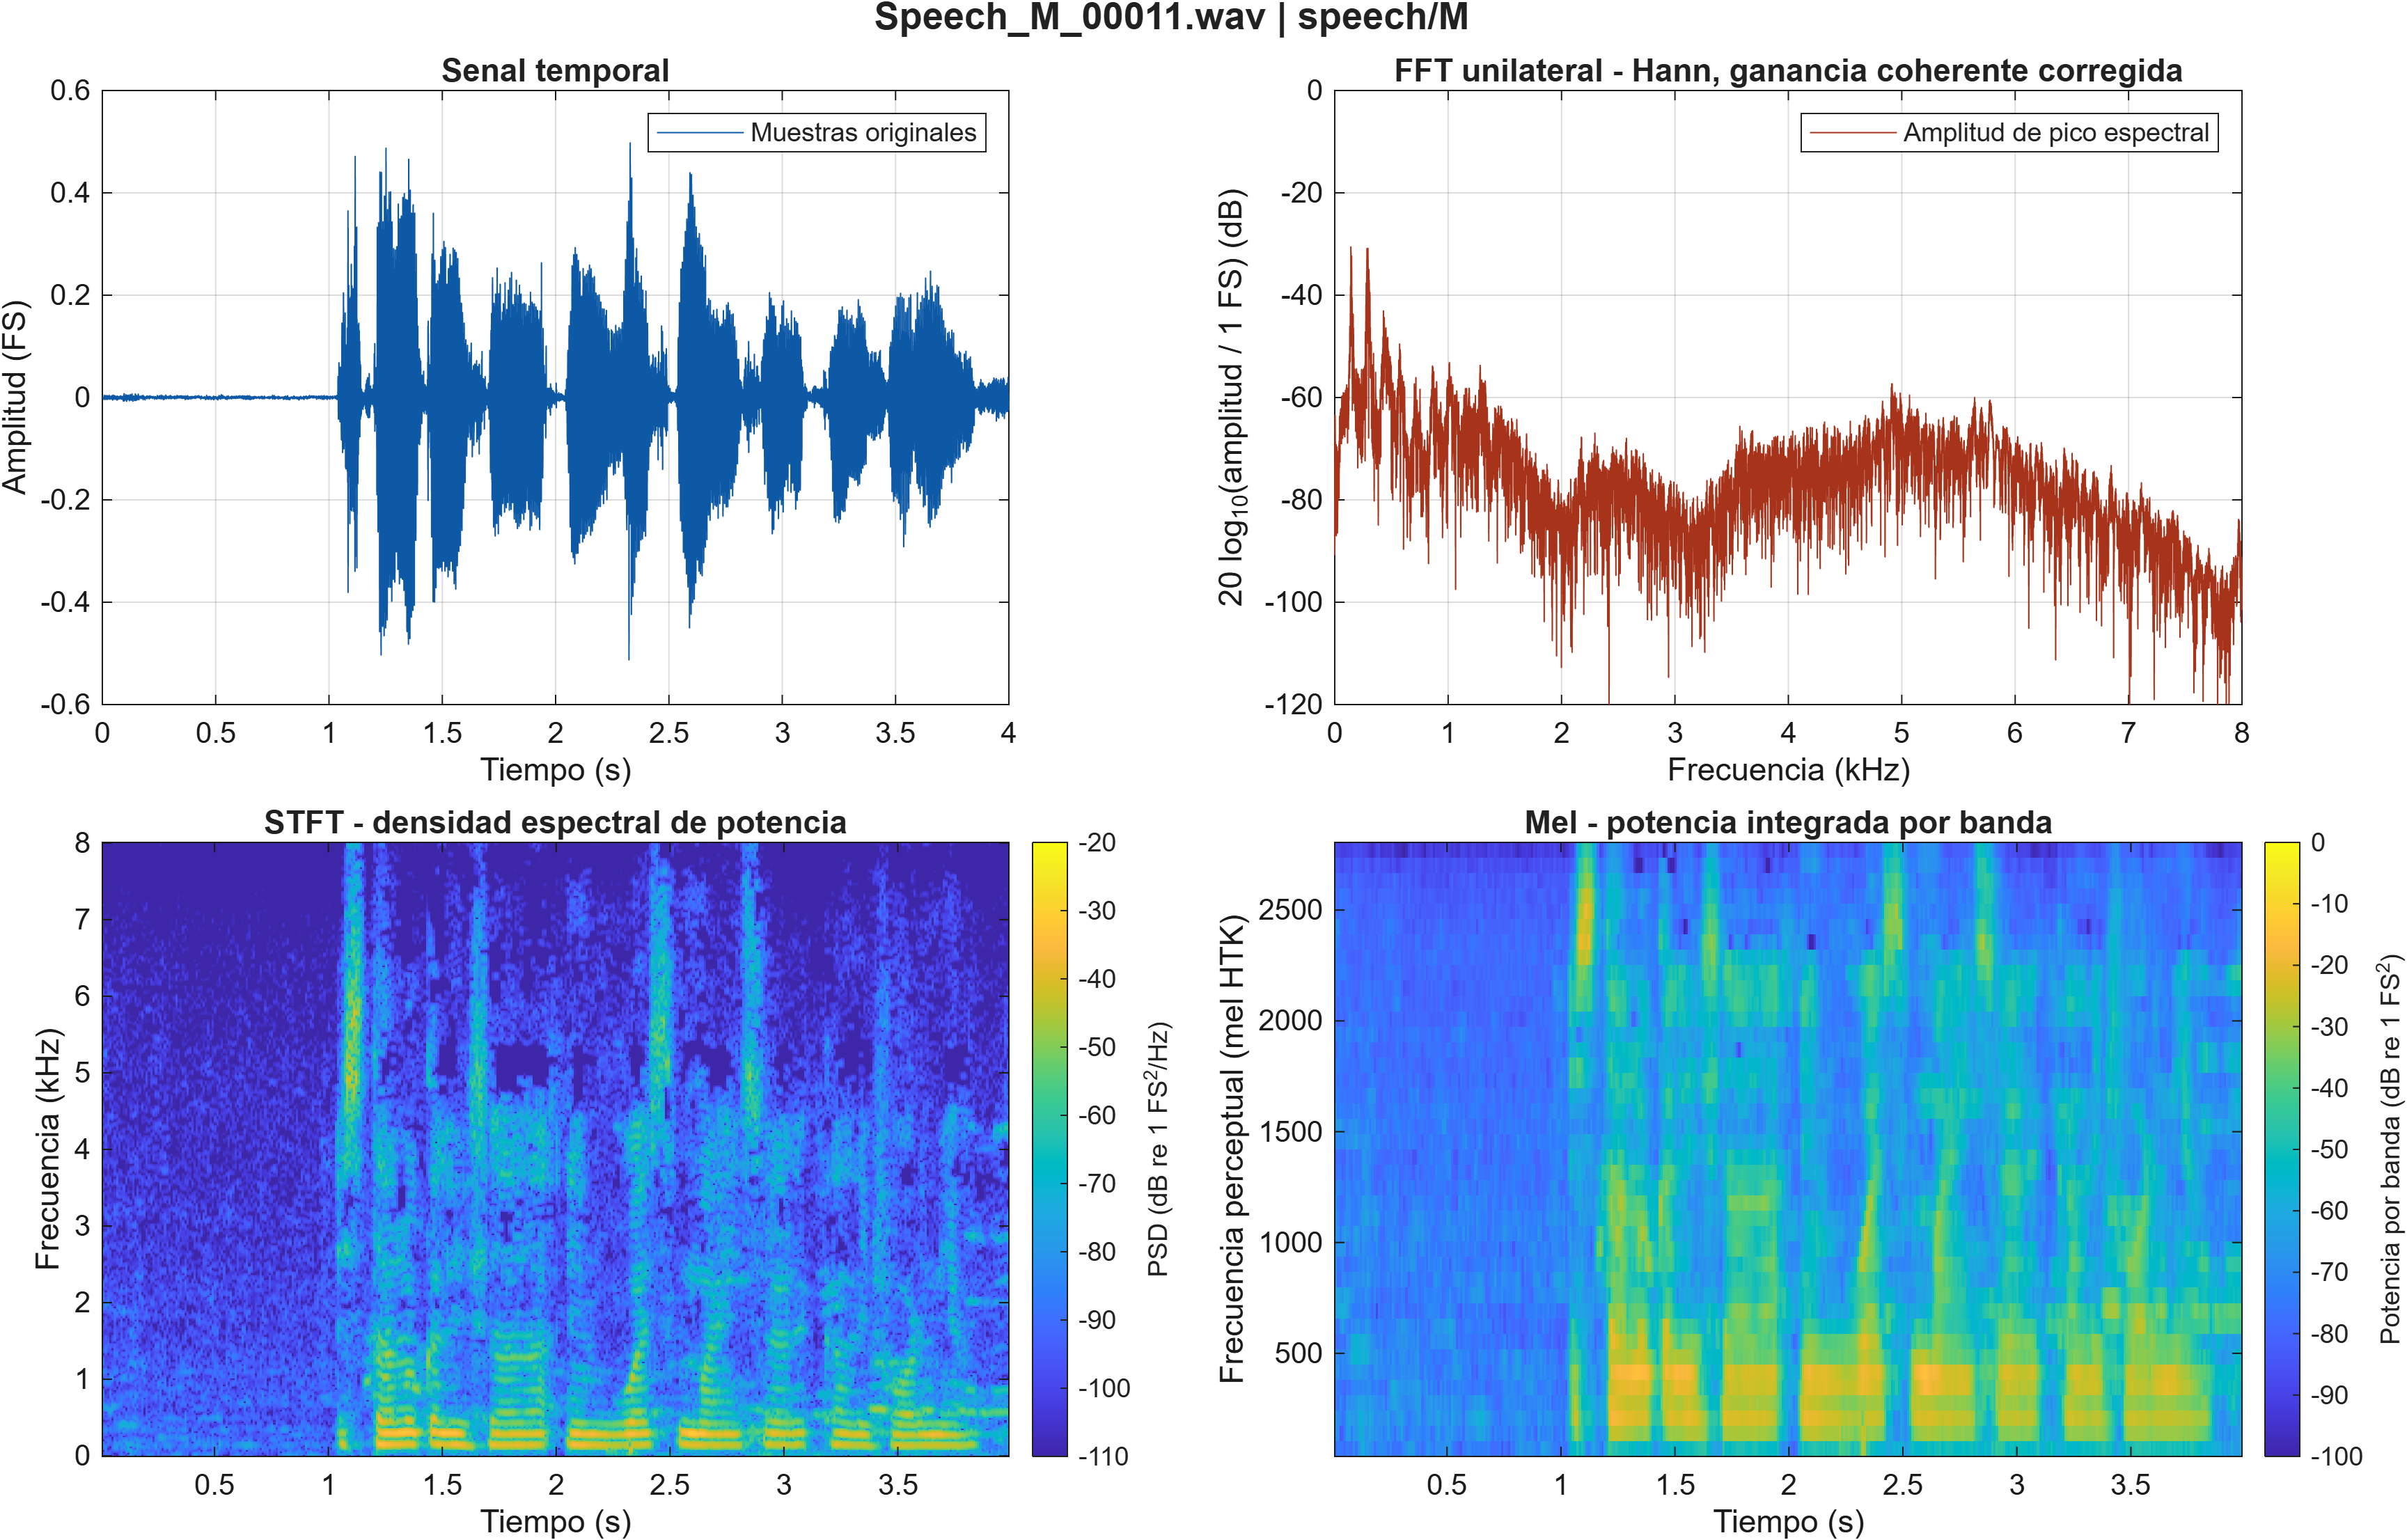 Speech_M_00011.wav | speech/M
Senal temporal
Muestras originales
0.6
0.4
0.2
0
-0.2
-0.4
-0.6
Amplitud (FS)
0 0.5 1 1.5 2 2.5 3 3.5 4
Tiempo (s)
FFT unilateral - Hann, ganancia coherente corregida
Amplitud de pico espectral
0
-20
-40
-60
-80
-100
-120
20 log10(amplitud / 1 FS) (dB)
0 1 2 3 4 5 6 7 8
Frecuencia (kHz)
STFT - densidad espectral de potencia
8
7
6
5
4
3
2
1
0
Frecuencia (kHz)
0.5 1 1.5 2 2.5 3 3.5
Tiempo (s)
-20
-30
-40
-50
-60
-70
-80
-90
-100
-110
PSD (dB re 1 FS²/Hz)
Mel - potencia integrada por banda
2500
2000
1500
1000
500
Frecuencia perceptual (mel HTK)
0.5 1 1.5 2 2.5 3 3.5
Tiempo (s)
0
-10
-20
-30
-40
-50
-60
-70
-80
-90
-100
Potencia por banda (dB re 1 FS²)